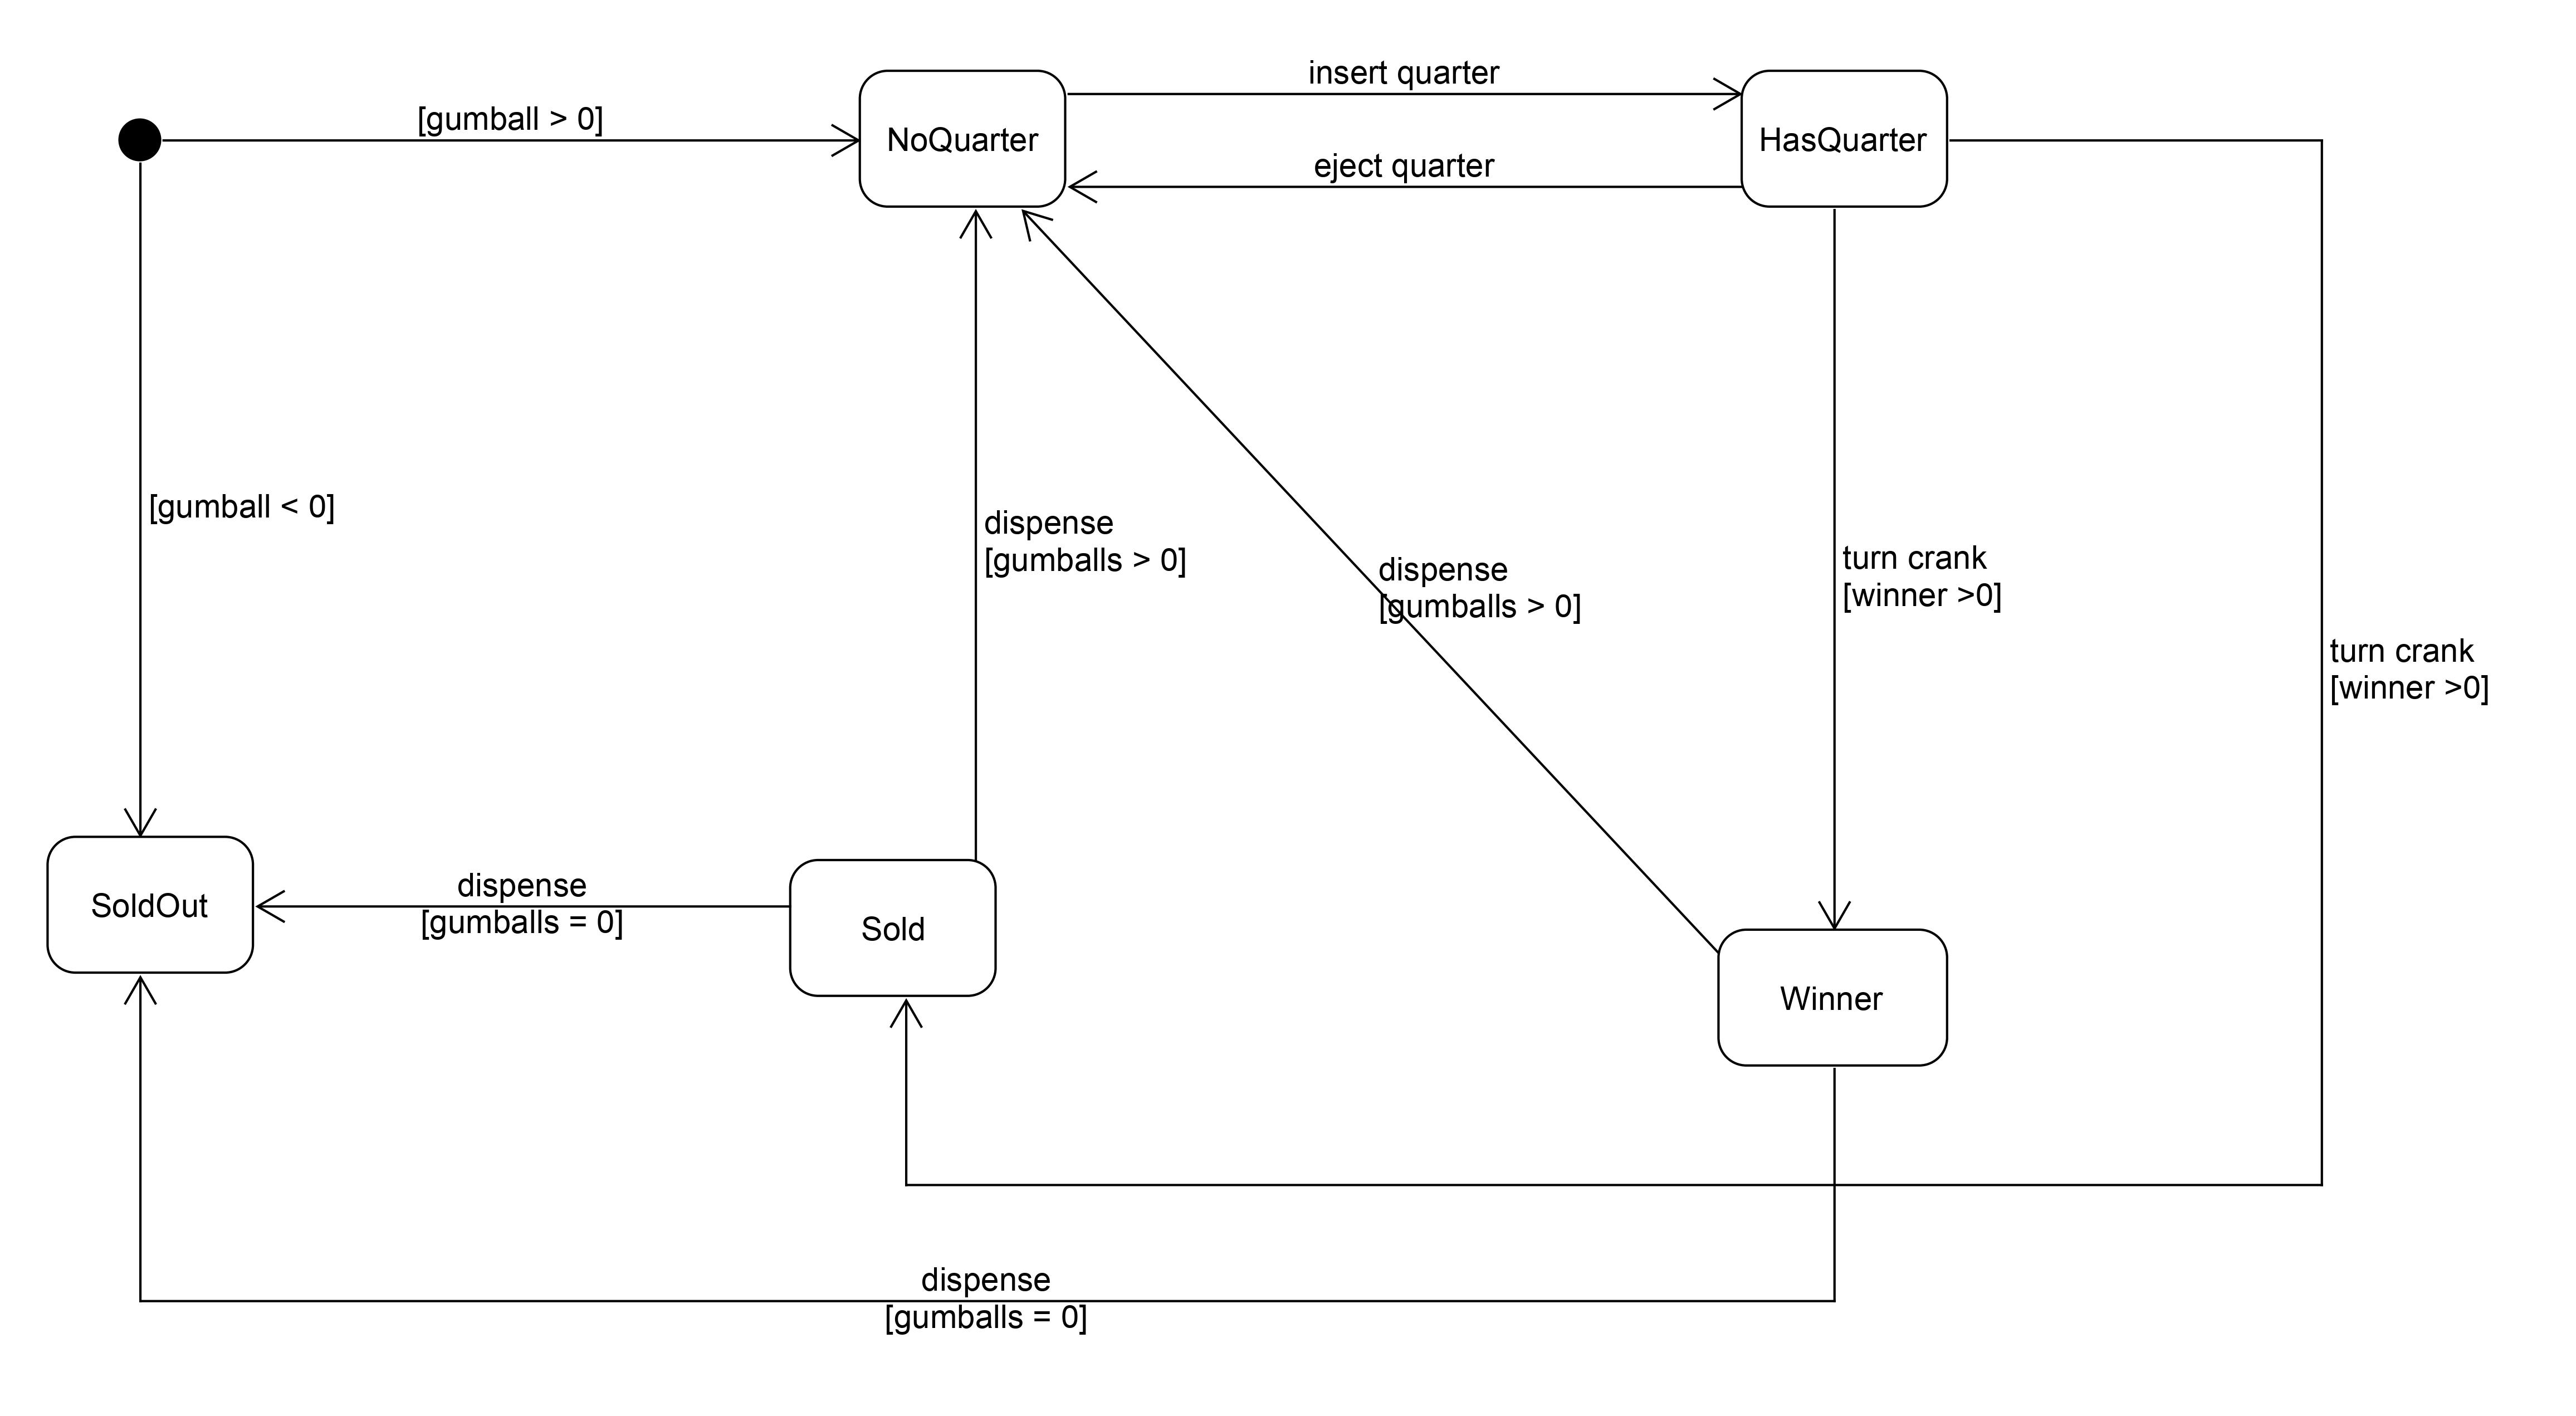 insert quarter
[gumball > 0]
NoQuarter
HasQuarter
eject quarter
[gumball < 0]
dispense
[gumballs > 0]
dispense
[gumballs > 0]
turn crank
[winner >0]
turn crank
[winner >0]
SoldOut
dispense
[gumballs = 0]
Sold
Winner
dispense
[gumballs = 0]